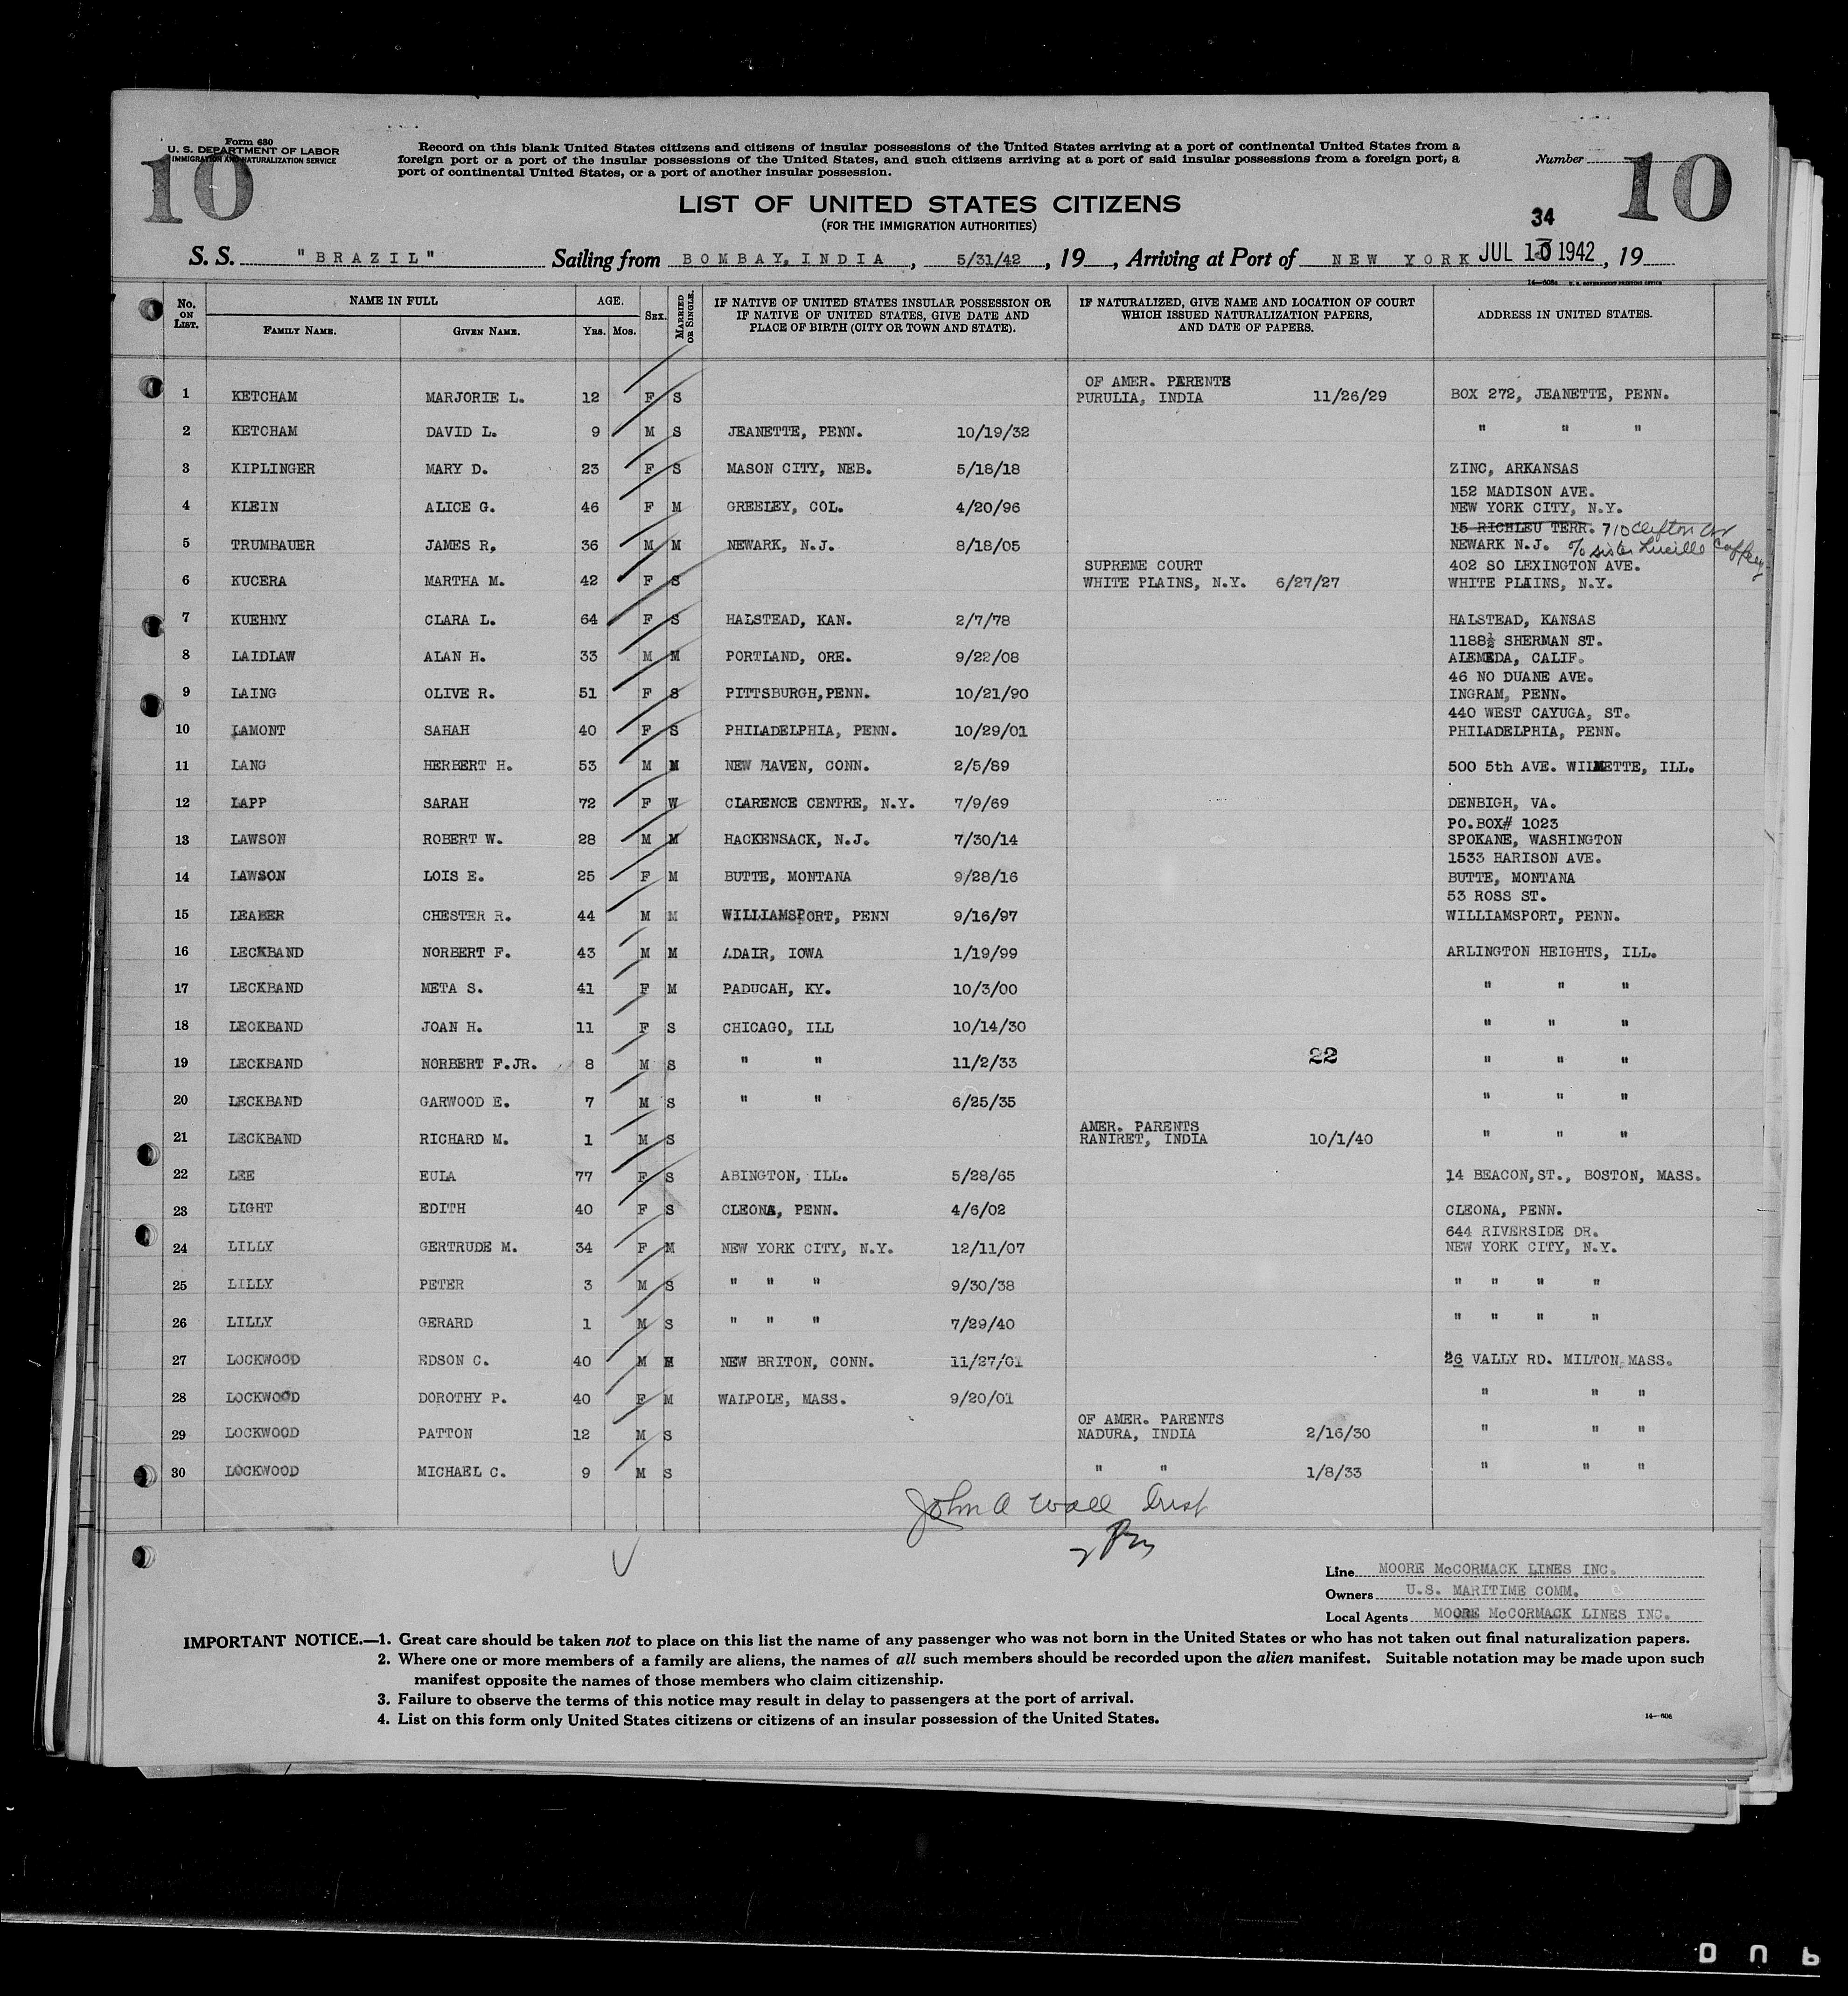 Form 630
U. S. DEPARTMENT OF LABOR
IMMIGRATION AND NATURALIZATION SERVICE
10
Record on this blank United States citizens and citizens of insular possessions of the United States arriving at a port of continental United States from a
foreign port or a port of the insular possessions of the United States, and such citizens arriving at a port of said insular possessions from a foreign port, a
port of continental United States, or a port of another insular possession.
Number
10
LIST OF UNITED STATES CITIZENS
(FOR THE IMMIGRATION AUTHORITIES)
34
S. S. "BRAZIL" Sailing from BOMBAY, INDIA, 5/31/42, 19 , Arriving at Port of NEW YORK JUL 10 1942, 19
No. ON LIST. NAME IN FULL FAMILY NAME. GIVEN NAME. AGE. YRS. MOS. SEX. MARRIED OR SINGLE. IF NATIVE OF UNITED STATES INSULAR POSSESSION OR IF NATIVE OF UNITED STATES, GIVE DATE AND PLACE OF BIRTH (CITY OR TOWN AND STATE). IF NATURALIZED, GIVE NAME AND LOCATION OF COURT WHICH ISSUED NATURALIZATION PAPERS, AND DATE OF PAPERS. ADDRESS IN UNITED STATES.
1 KETCHAM MARJORIE L. 12 F S OF AMER. PARENTS PURULIA, INDIA 11/26/29 BOX 272, JEANETTE, PENN.
2 KETCHAM DAVID L. 9 M S JEANETTE, PENN. 10/19/32 " " "
3 KIPLINGER MARY D. 23 F S MASON CITY, NEB. 5/18/18 ZINC, ARKANSAS
4 KLEIN ALICE G. 46 F M GREELEY, COL. 4/20/96 152 MADISON AVE. NEW YORK CITY, N.Y.
5 TRUMBAUER JAMES R, 36 M M NEWARK, N.J. 8/18/05 15 RICHLEU TERR. 710 Clifton Av NEWARK N.J. c/o sister Lucille Caffrey
6 KUCERA MARTHA M. 42 F S SUPREME COURT WHITE PLAINS, N.Y. 6/27/27 402 SO LEXINGTON AVE. WHITE PLAINS, N.Y.
7 KUEHNY CLARA L. 64 F S HALSTEAD, KAN. 2/7/78 HALSTEAD, KANSAS
8 LAIDLAW ALAN H. 33 M M PORTLAND, ORE. 9/22/08 1188½ SHERMAN ST. ALEMEDA, CALIF.
9 LAING OLIVE R. 51 F S PITTSBURGH,PENN. 10/21/90 46 NO DUANE AVE. INGRAM, PENN.
10 LAMONT SAHAH 40 F S PHILADELPHIA, PENN. 10/29/01 440 WEST CAYUGA, ST. PHILADELPHIA, PENN.
11 LANG HERBERT H. 53 M M NEW HAVEN, CONN. 2/5/89 500 5th AVE. WILMETTE, ILL.
12 LAPP SARAH 72 F W CLARENCE CENTRE, N.Y. 7/9/69 DENBIGH, VA.
13 LAWSON ROBERT W. 28 M M HACKENSACK, N.J. 7/30/14 PO.BOX# 1023 SPOKANE, WASHINGTON
14 LAWSON LOIS E. 25 F M BUTTE, MONTANA 9/28/16 1533 HARISON AVE. BUTTE, MONTANA
15 LEABER CHESTER R. 44 M M WILLIAMSPORT, PENN 9/16/97 53 ROSS ST. WILLIAMSPORT, PENN.
16 LECKBAND NORBERT F. 43 M M ADAIR, IOWA 1/19/99 ARLINGTON HEIGHTS, ILL.
17 LECKBAND META S. 41 F M PADUCAH, KY. 10/3/00 " " "
18 LECKBAND JOAN H. 11 F S CHICAGO, ILL 10/14/30 " " "
19 LECKBAND NORBERT F.JR. 8 M S " " 11/2/33 22 " " "
20 LECKBAND GARWOOD E. 7 M S " " 6/25/35 " " "
21 LECKBAND RICHARD M. 1 M S AMER. PARENTS RANIRET, INDIA 10/1/40 " " "
22 LEE EULA 77 F S ABINGTON, ILL. 5/28/65 14 BEACON,ST., BOSTON, MASS.
23 LIGHT EDITH 40 F S CLEONA, PENN. 4/6/02 CLEONA, PENN.
24 LILLY GERTRUDE M. 34 F M NEW YORK CITY, N.Y. 12/11/07 644 RIVERSIDE DR. NEW YORK CITY, N.Y.
25 LILLY PETER 3 M S " " " 9/30/38 " " " "
26 LILLY GERARD 1 M S " " " 7/29/40 " " " "
27 LOCKWOOD EDSON C. 40 M M NEW BRITON, CONN. 11/27/01 26 VALLY RD. MILTON, MASS.
28 LOCKWOOD DOROTHY P. 40 F M WALPOLE, MASS. 9/20/01 " " "
29 LOCKWOOD PATTON 12 M S OF AMER. PARENTS NADURA, INDIA 2/16/30 " " "
30 LOCKWOOD MICHAEL C. 9 M S " " 1/8/33 " " "
John A Wall Insp
Line MOORE McCORMACK LINES INC.
Owners U.S. MARITIME COMM.
Local Agents MOORE McCORMACK LINES INC.
IMPORTANT NOTICE.—1. Great care should be taken not to place on this list the name of any passenger who was not born in the United States or who has not taken out final naturalization papers.
2. Where one or more members of a family are aliens, the names of all such members should be recorded upon the alien manifest. Suitable notation may be made upon such
manifest opposite the names of those members who claim citizenship.
3. Failure to observe the terms of this notice may result in delay to passengers at the port of arrival.
4. List on this form only United States citizens or citizens of an insular possession of the United States.